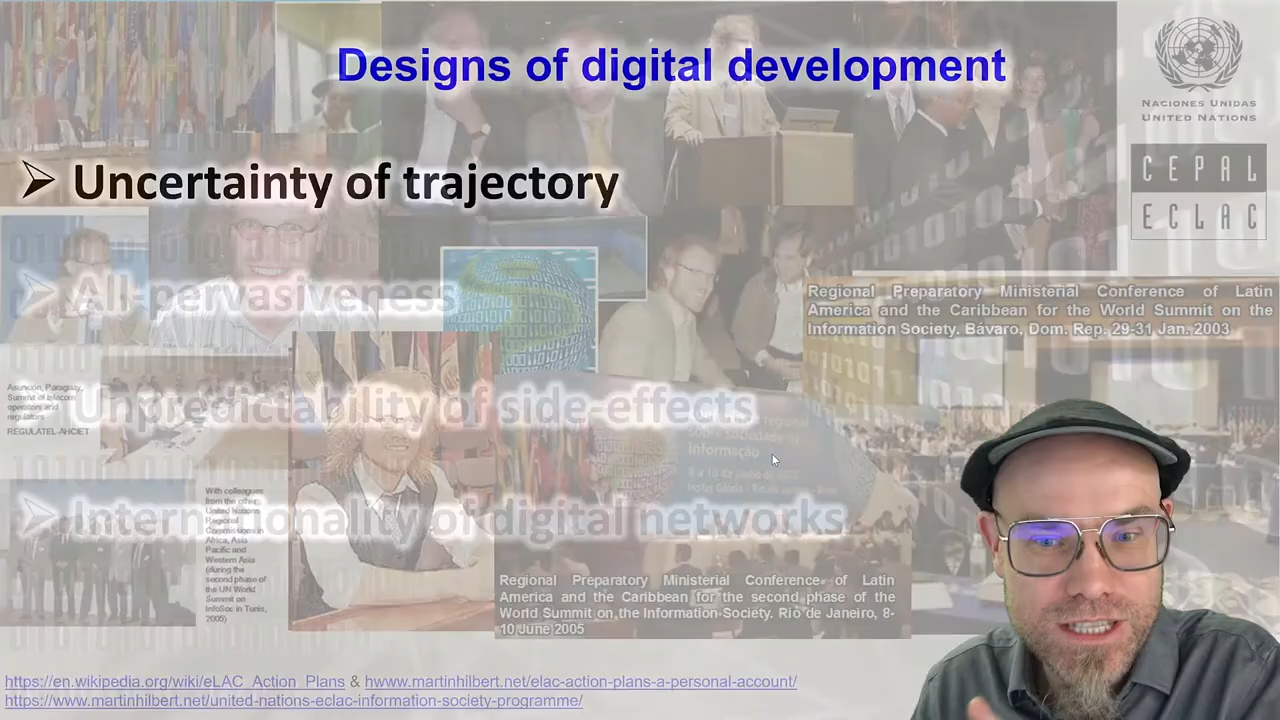 Designs of digital development
NACIONES UNIDAS
UNITED NATIONS
CEPAL
ECLAC
➢ Uncertainty of trajectory
➢ All-pervasiveness
Regional Preparatory Ministerial Conference of Latin
America and the Caribbean for the World Summit on the
Information Society. Bávaro, Dom. Rep. 29-31 Jan. 2003
Asunción, Paraguay,
Summit of telecom
operators and
regulators
REGULATEL-AHCIET
➢ Unpredictability of side-effects
➢ Internationality of digital networks
With colleagues
from the other
United Nations
Regional
Commissions in
Africa, Asia
Pacific and
Western Asia
(during the
second phase of
the UN World
Summit on
InfoSoc in Tunis,
2005)
Regional Preparatory Ministerial Conference of Latin
America and the Caribbean for the second phase of the
World Summit on the Information Society. Rio de Janeiro, 8-
10 June 2005
https://en.wikipedia.org/wiki/eLAC_Action_Plans & hwww.martinhilbert.net/elac-action-plans-a-personal-account/
https://www.martinhilbert.net/united-nations-eclac-information-society-programme/